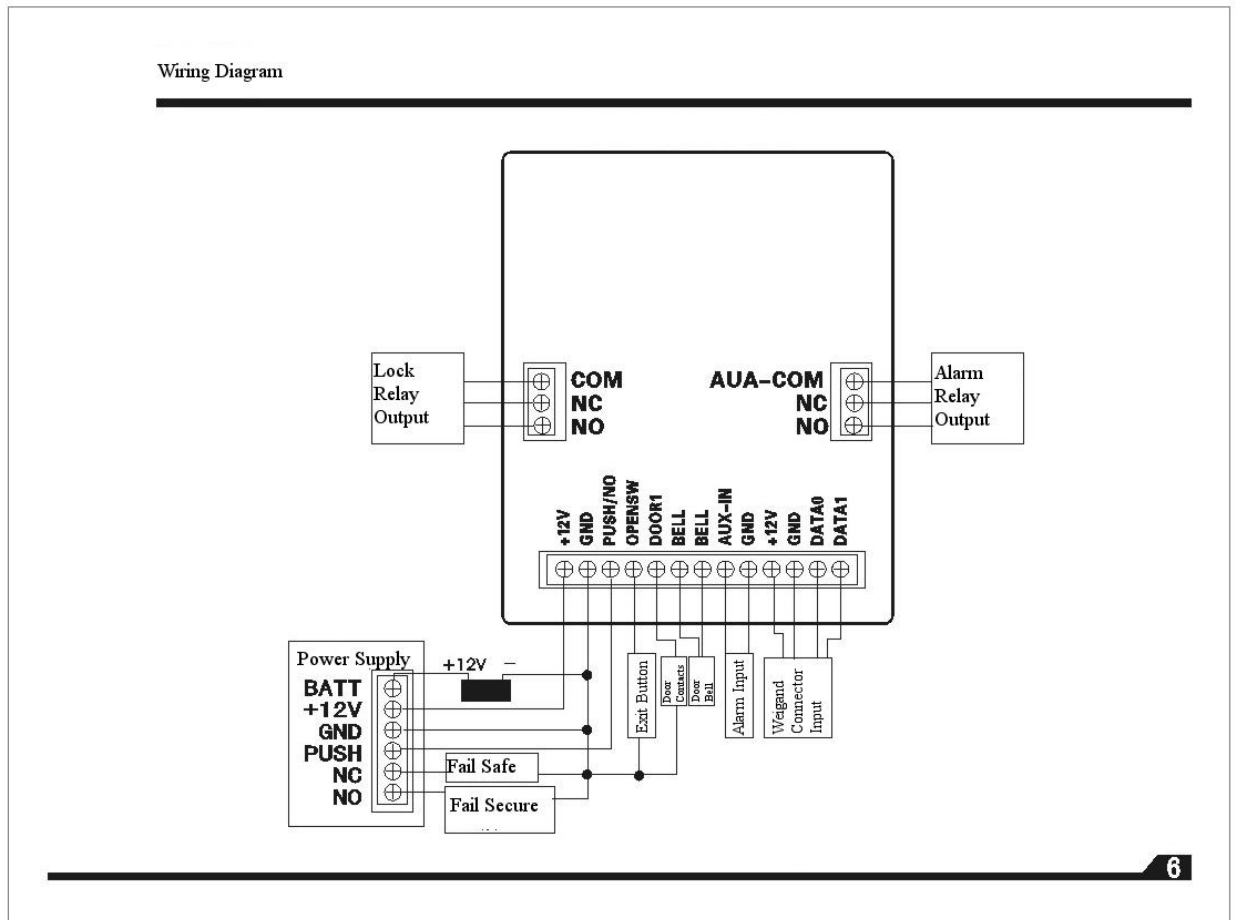 Wiring Diagram
Lock
Relay
Output
COM
NC
NO
AUA-COM
NC
NO
Alarm
Relay
Output
+12V
GND
PUSH/NO
OPENSW
DOOR1
BELL
BELL
AUX-IN
GND
+12V
GND
DATA0
DATA1
Power Supply
BATT
+12V
GND
PUSH
NC
NO
+12V −
Fail Safe
Fail Secure
Exit Button
Door
Contacts
Door
Bell
Alarm Input
Weigand
Connector
Input
6